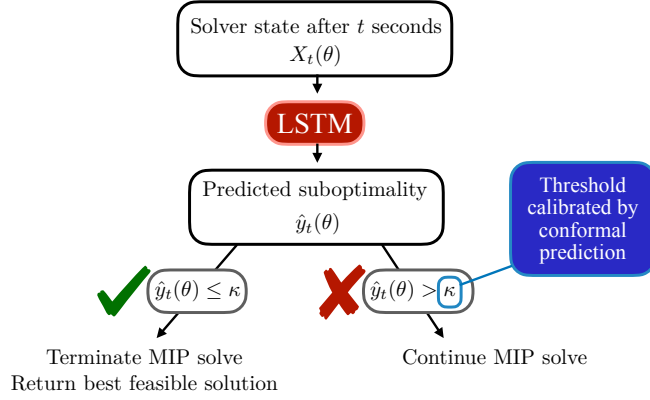 Solver state after t seconds
X_t(θ)
LSTM
Predicted suboptimality
ŷ_t(θ)
Threshold
calibrated by
conformal
prediction
ŷ_t(θ) ≤ κ
ŷ_t(θ) > κ
Terminate MIP solve
Return best feasible solution
Continue MIP solve